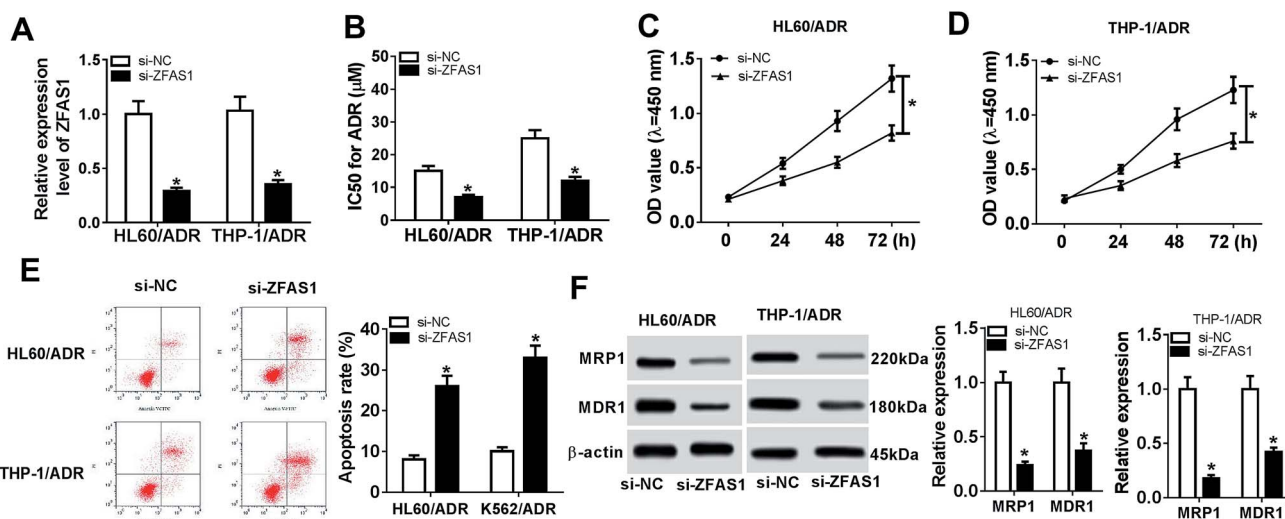 A
Relative expression
level of ZFAS1
1.5
1.0
0.5
0.0
si-NC
si-ZFAS1
*
*
HL60/ADR
THP-1/ADR
B
IC50 for ADR (μM)
50
40
30
20
10
0
si-NC
si-ZFAS1
*
*
HL60/ADR
THP-1/ADR
C
HL60/ADR
OD value (λ=450 nm)
1.5
1.0
0.5
0.0
si-NC
si-ZFAS1
*
0 24 48 72 (h)
D
THP-1/ADR
OD value (λ=450 nm)
1.5
1.0
0.5
0.0
si-NC
si-ZFAS1
*
0 24 48 72 (h)
E
si-NC si-ZFAS1
HL60/ADR
THP-1/ADR
Apoptosis rate (%)
40
30
20
10
0
si-NC
si-ZFAS1
*
*
HL60/ADR K562/ADR
F
HL60/ADR THP-1/ADR
MRP1 220kDa
MDR1 180kDa
β-actin 45kDa
si-NC si-ZFAS1 si-NC si-ZFAS1
HL60/ADR
Relative expression
1.5
1.0
0.5
0.0
si-NC
si-ZFAS1
*
*
MRP1 MDR1
THP-1/ADR
Relative expression
1.5
1.0
0.5
0.0
si-NC
si-ZFAS1
*
*
MRP1 MDR1